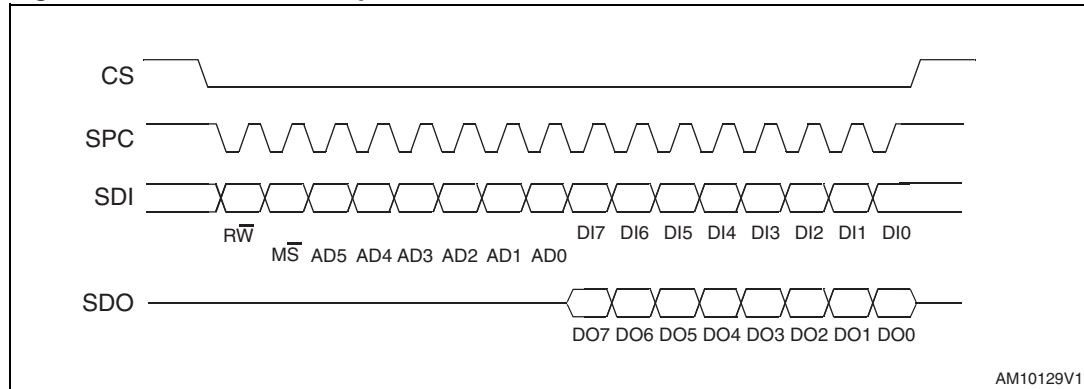 CS
SPC
SDI
RW̅ DI7 DI6 DI5 DI4 DI3 DI2 DI1 DI0
MS̅ AD5 AD4 AD3 AD2 AD1 AD0
SDO
DO7 DO6 DO5 DO4 DO3 DO2 DO1 DO0
AM10129V1